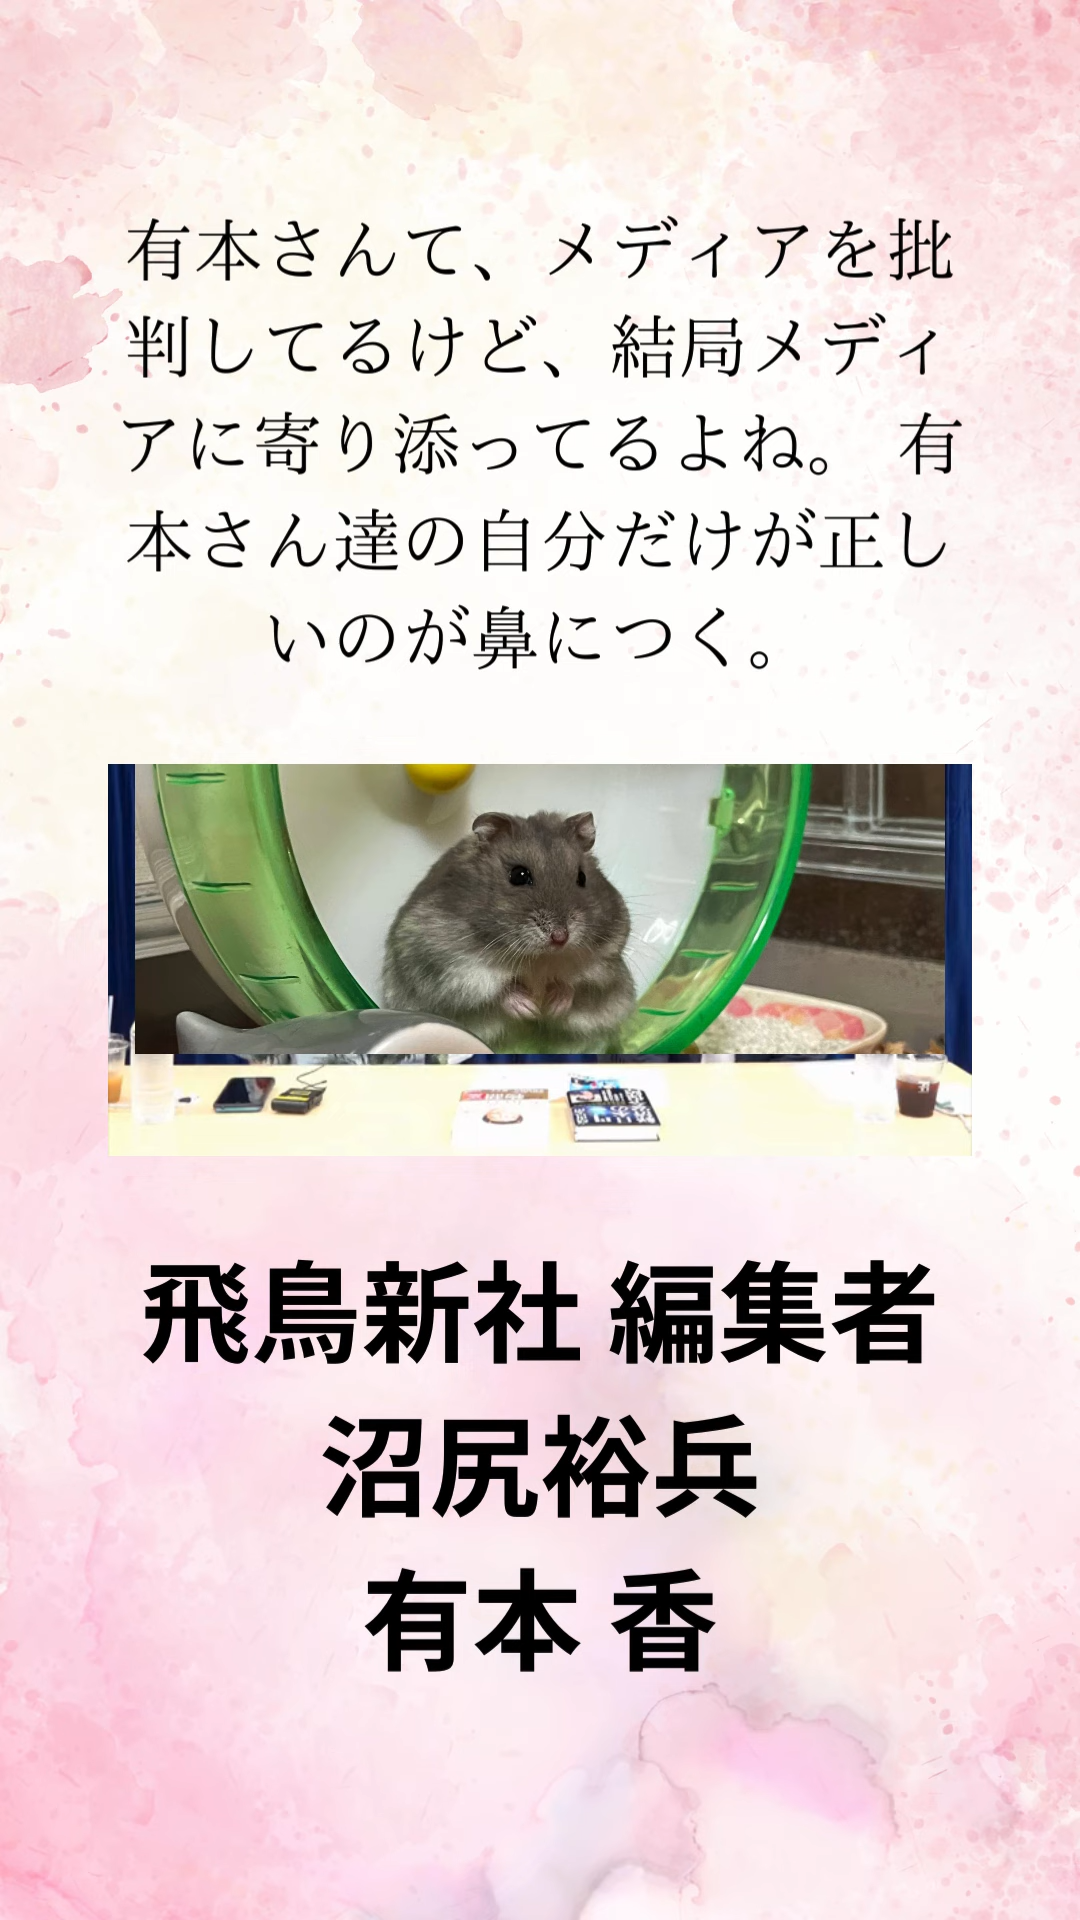 有本さんて、メディアを批
判してるけど、結局メディ
アに寄り添ってるよね。 有
本さん達の自分だけが正し
いのが鼻につく。
飛鳥新社 編集者
沼尻裕兵
有本 香